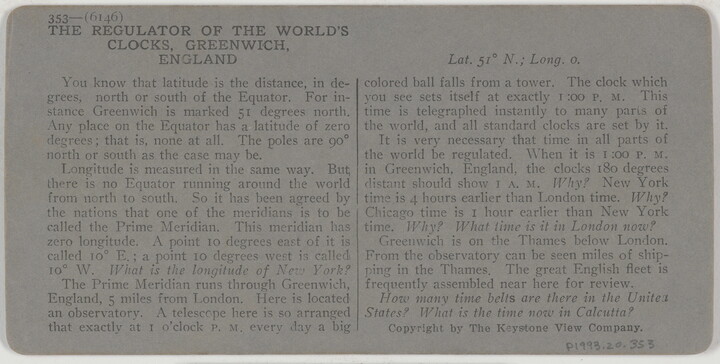 353—(6146)
THE REGULATOR OF THE WORLD'S
CLOCKS, GREENWICH,
ENGLAND
Lat. 51° N.; Long. 0.
You know that latitude is the distance, in de-
grees, north or south of the Equator. For in-
stance Greenwich is marked 51 degrees north.
Any place on the Equator has a latitude of zero
degrees; that is, none at all. The poles are 90°
north or south as the case may be.
Longitude is measured in the same way. But
there is no Equator running around the world
from north to south. So it has been agreed by
the nations that one of the meridians is to be
called the Prime Meridian. This meridian has
zero longitude. A point 10 degrees east of it is
called 10° E.; a point 10 degrees west is called
10° W. What is the longitude of New York?
The Prime Meridian runs through Greenwich,
England, 5 miles from London. Here is located
an observatory. A telescope here is so arranged
that exactly at 1 o'clock P. M. every day a big
colored ball falls from a tower. The clock which
you see sets itself at exactly 1:00 P. M. This
time is telegraphed instantly to many parts of
the world, and all standard clocks are set by it.
It is very necessary that time in all parts of
the world be regulated. When it is 1:00 P. M.
in Greenwich, England, the clocks 180 degrees
distant should show 1 A. M. Why? New York
time is 4 hours earlier than London time. Why?
Chicago time is 1 hour earlier than New York
time. Why? What time is it in London now?
Greenwich is on the Thames below London.
From the observatory can be seen miles of ship-
ping in the Thames. The great English fleet is
frequently assembled near here for review.
How many time belts are there in the United
States? What is the time now in Calcutta?
Copyright by The Keystone View Company.
P1993.20.353